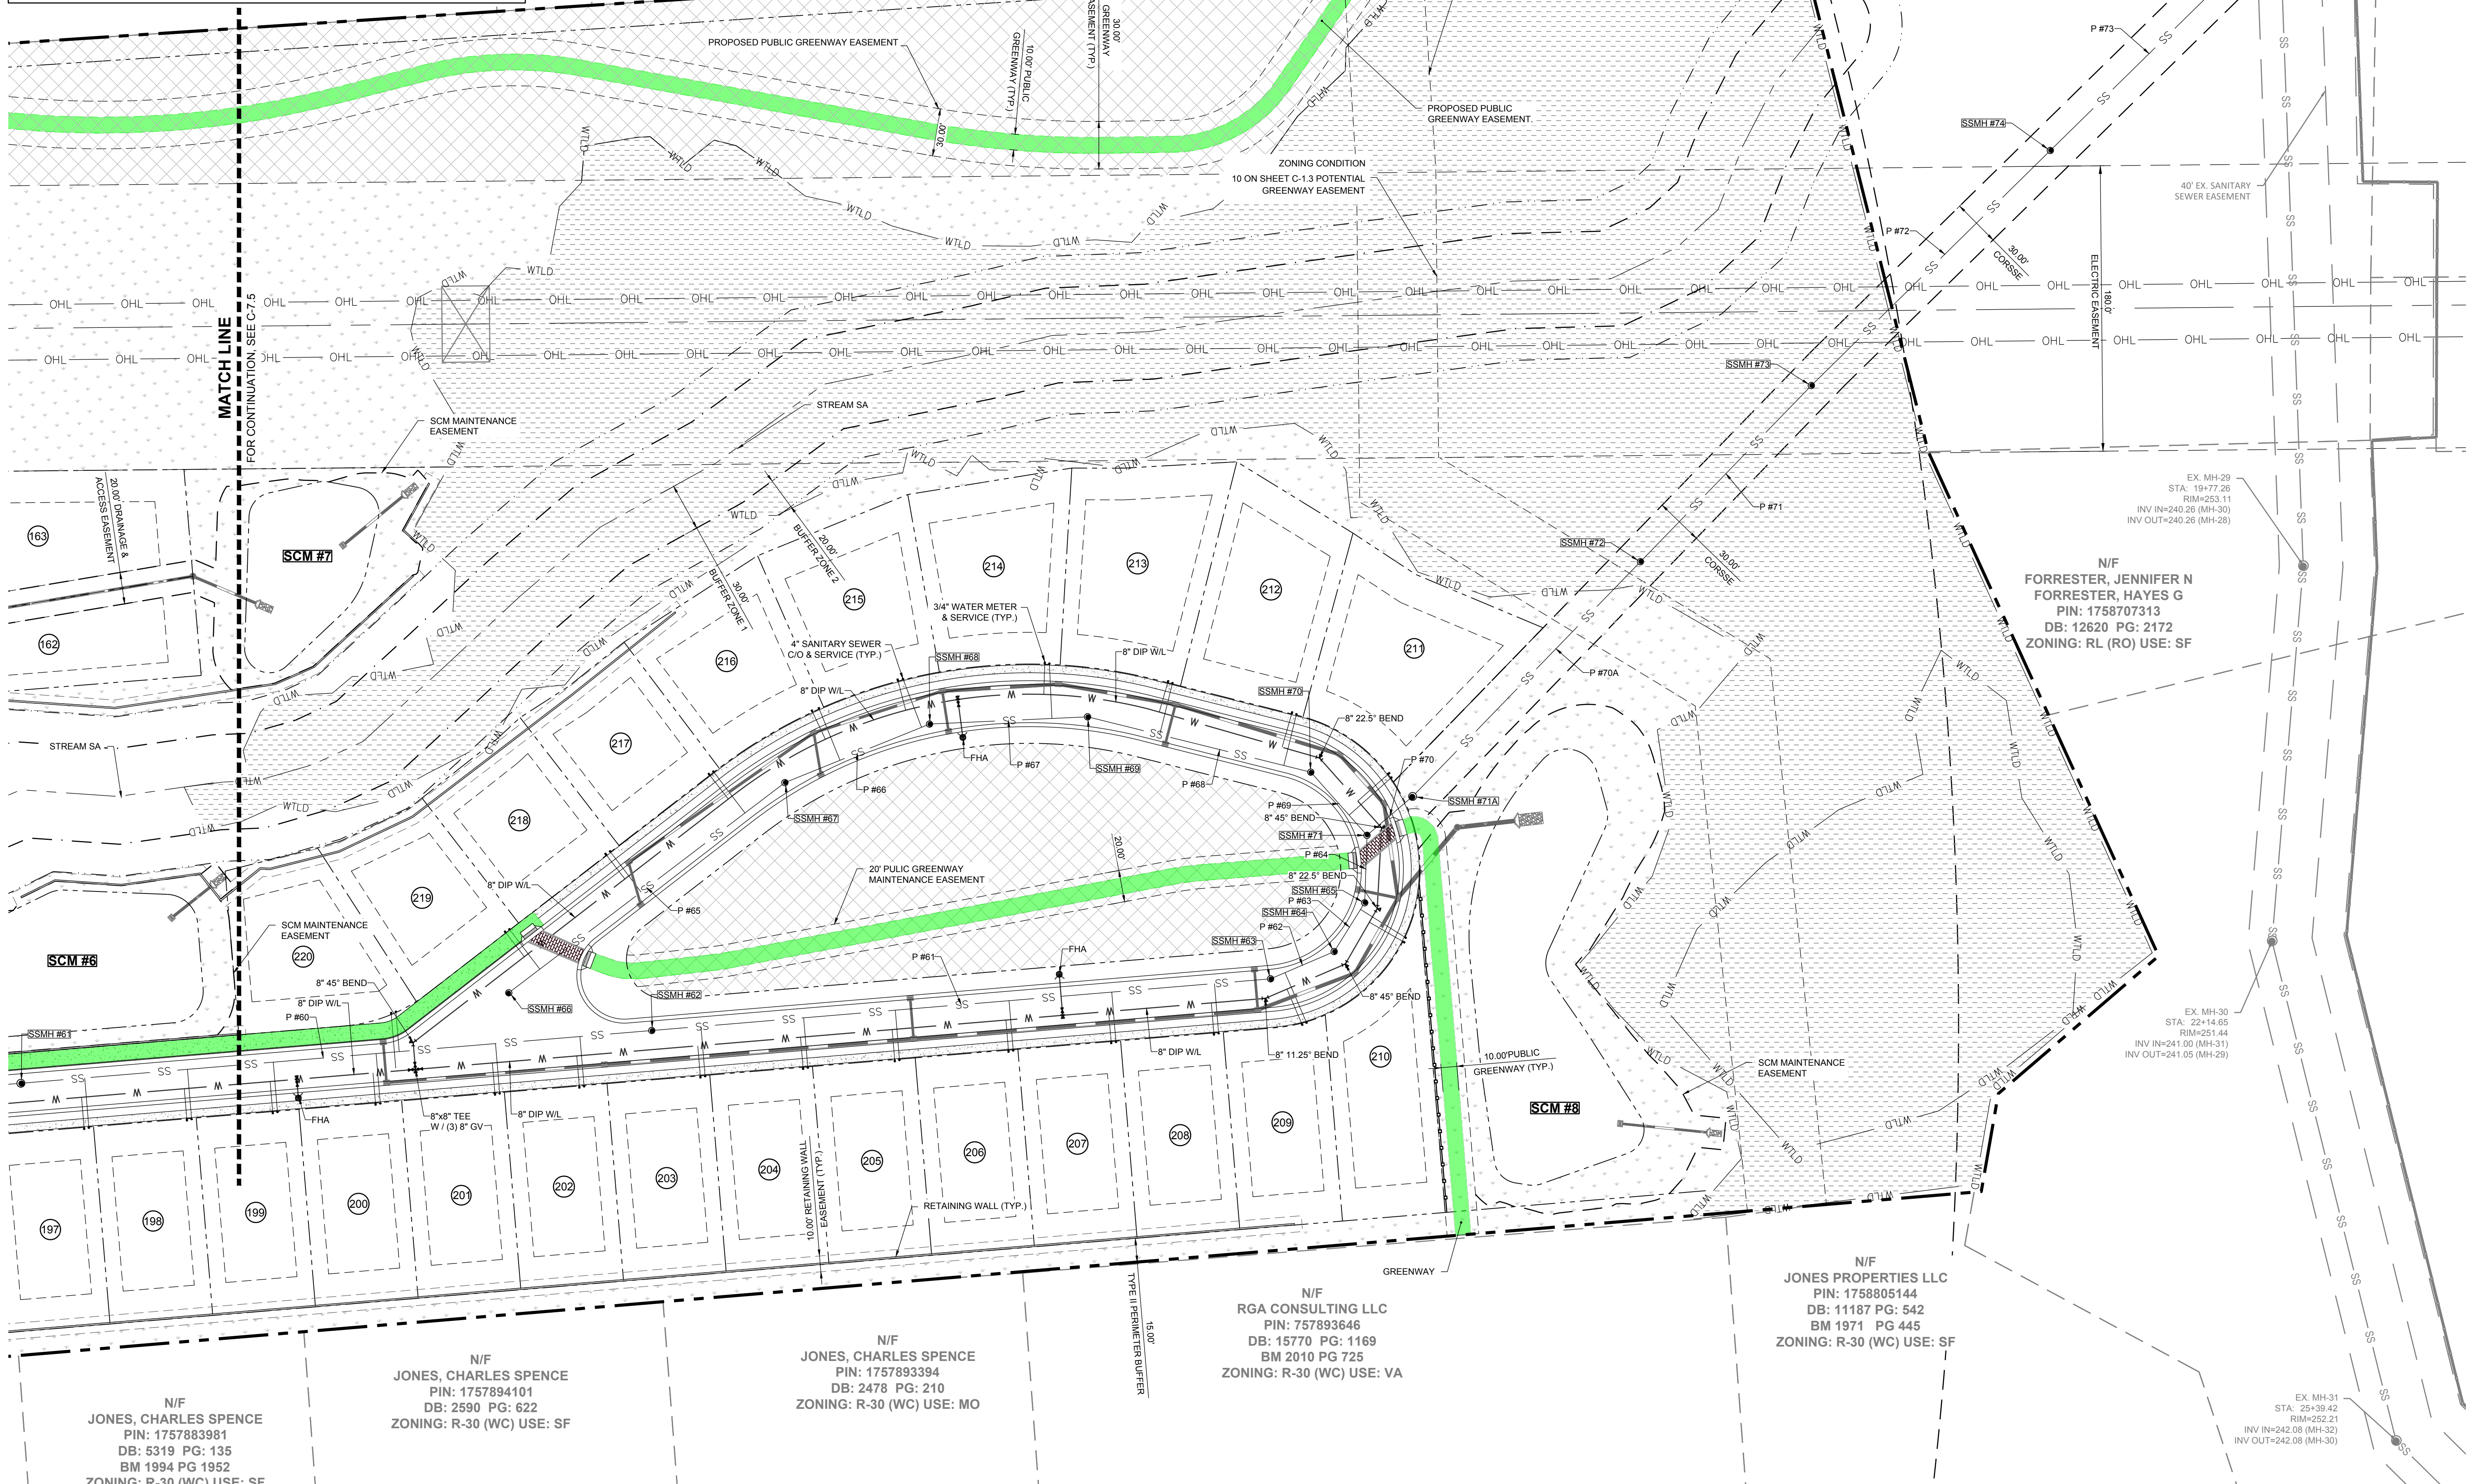 PROPOSED PUBLIC GREENWAY EASEMENT
10.00' PUBLIC
GREENWAY (TYP.)
30.00'
GREENWAY
EASEMENT (TYP.)
30.00'
PROPOSED PUBLIC
GREENWAY EASEMENT.
ZONING CONDITION
10 ON SHEET C-1.3 POTENTIAL
GREENWAY EASEMENT
P #73
SSMH #74
P #72
30.00'
CORSSE
40' EX. SANITARY
SEWER EASEMENT
180.0'
ELECTRIC EASEMENT
MATCH LINE
FOR CONTINUATION, SEE C-7.5
OHL
WTLD
SS
W
STREAM SA
SSMH #73
SCM MAINTENANCE
EASEMENT
20.00' DRAINAGE &
ACCESS EASEMENT
163
SCM #7
162
STREAM SA
30.00'
BUFFER ZONE 1
20.00'
BUFFER ZONE 2
P #71
SSMH #72
30.00'
CORSSE
EX. MH-29
STA: 19+77.26
RIM=253.11
INV IN=240.26 (MH-30)
INV OUT=240.26 (MH-28)
N/F
FORRESTER, JENNIFER N
FORRESTER, HAYES G
PIN: 1758707313
DB: 12620 PG: 2172
ZONING: RL (RO) USE: SF
214
213
212
215
211
216
217
218
219
220
3/4" WATER METER
& SERVICE (TYP.)
4" SANITARY SEWER
C/O & SERVICE (TYP.)
SSMH #68
8" DIP W/L
8" DIP W/L
SSMH #70
8" 22.5° BEND
P #70A
P #70
FHA
P #67
SSMH #69
P #68
P #66
SSMH #67
P #69
8" 45° BEND
SSMH #71
SSMH #71A
P #64
8" 22.5° BEND
SSMH #65
P #63
SSMH #64
P #62
SSMH #63
20.00'
20' PULIC GREENWAY
MAINTENANCE EASEMENT
8" DIP W/L
P #65
SCM MAINTENANCE
EASEMENT
SCM #6
8" 45° BEND
8" DIP W/L
P #60
SSMH #61
SSMH #66
SSMH #62
P #61
FHA
8" 45° BEND
8" 11.25° BEND
8" DIP W/L
FHA
8"x8" TEE
W / (3) 8" GV
8" DIP W/L
10.00'PUBLIC
GREENWAY (TYP.)
SCM #8
SCM MAINTENANCE
EASEMENT
EX. MH-30
STA: 22+14.65
RIM=251.44
INV IN=241.00 (MH-31)
INV OUT=241.05 (MH-29)
197
198
199
200
201
202
203
204
205
206
207
208
209
210
10.00' RETAINING WALL
EASEMENT (TYP.)
RETAINING WALL (TYP.)
15.00'
TYPE II PERIMETER BUFFER
GREENWAY
N/F
JONES, CHARLES SPENCE
PIN: 1757883981
DB: 5319 PG: 135
BM 1994 PG 1952
ZONING: R-30 (WC) USE: SF
N/F
JONES, CHARLES SPENCE
PIN: 1757894101
DB: 2590 PG: 622
ZONING: R-30 (WC) USE: SF
N/F
JONES, CHARLES SPENCE
PIN: 1757893394
DB: 2478 PG: 210
ZONING: R-30 (WC) USE: MO
N/F
RGA CONSULTING LLC
PIN: 757893646
DB: 15770 PG: 1169
BM 2010 PG 725
ZONING: R-30 (WC) USE: VA
N/F
JONES PROPERTIES LLC
PIN: 1758805144
DB: 11187 PG: 542
BM 1971 PG 445
ZONING: R-30 (WC) USE: SF
EX. MH-31
STA: 25+39.42
RIM=252.21
INV IN=242.08 (MH-32)
INV OUT=242.08 (MH-30)